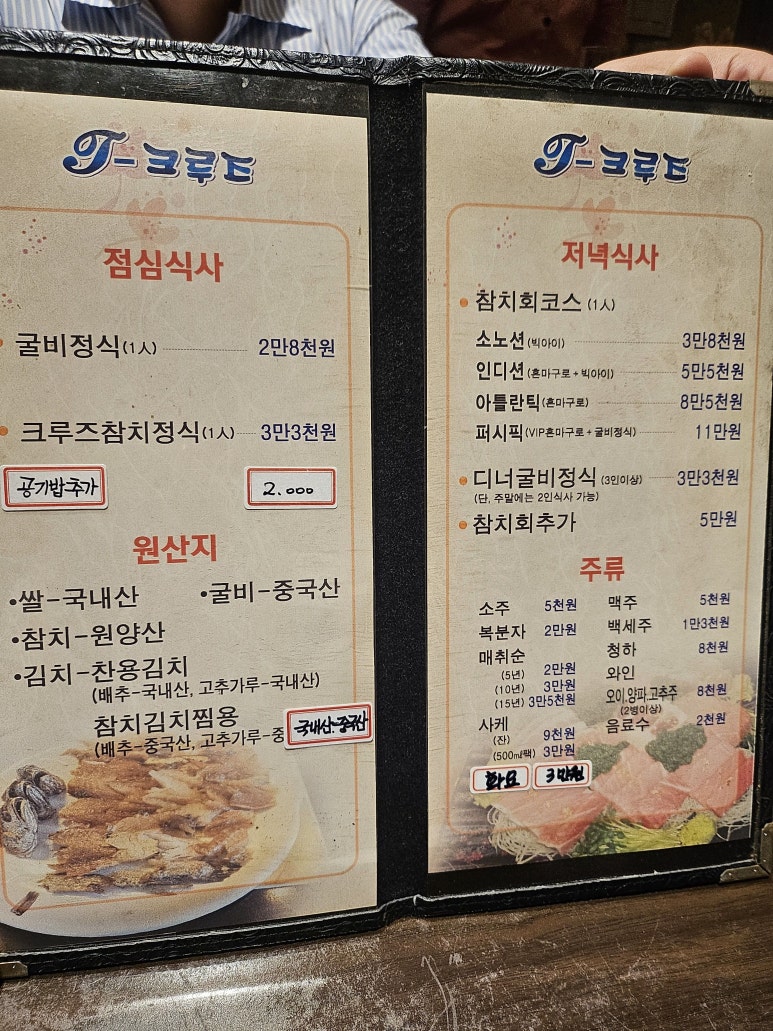 J-크루즈
점심식사
굴비정식(1人) 2만8천원
크루즈참치정식(1人) 3만3천원
공기밥추가 2.000
원산지
•쌀-국내산 •굴비-중국산
•참치-원양산
•김치-찬용김치
(배추-국내산, 고추가루-국내산)
참치김치찜용
(배추-중국산, 고추가루-중 국내산.중국산
J-크루즈
저녁식사
참치회코스 (1人)
소노션(빅아이) 3만8천원
인디션(혼마구로+빅아이) 5만5천원
아틀란틱(혼마구로) 8만5천원
퍼시픽(VIP혼마구로+굴비정식) 11만원
디너굴비정식 (3인이상) 3만3천원
(단, 주말에는 2인식사 가능)
참치회추가 5만원
주류
소주 5천원
복분자 2만원
매취순
(5년) 2만원
(10년) 3만원
(15년) 3만5천원
사케
(잔) 9천원
(500㎖팩) 3만원
화요 3만원
맥주 5천원
백세주 1만3천원
청하 8천원
와인
오이.양파.고추주 8천원
(2병이상)
음료수 2천원